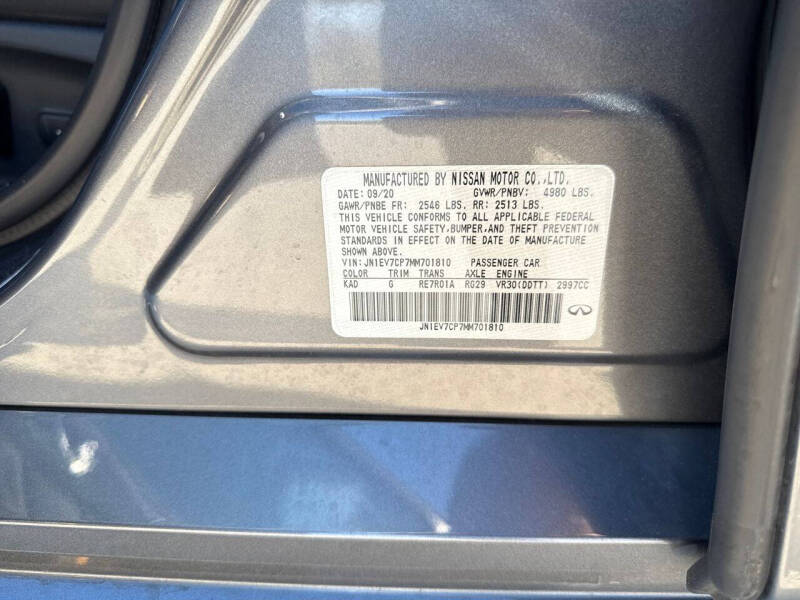 MANUFACTURED BY NISSAN MOTOR CO.,LTD.
DATE: 09/20 GVWR/PNBV: 4980 LBS.
GAWR/PNBE FR: 2546 LBS. RR: 2513 LBS.
THIS VEHICLE CONFORMS TO ALL APPLICABLE FEDERAL
MOTOR VEHICLE SAFETY,BUMPER,AND THEFT PREVENTION
STANDARDS IN EFFECT ON THE DATE OF MANUFACTURE
SHOWN ABOVE.
VIN: JN1EV7CP7MM701810 PASSENGER CAR
COLOR TRIM TRANS AXLE ENGINE
KAD G RE7R01A RG29 VR30(DDTT) 2997CC
JN1EV7CP7MM701810